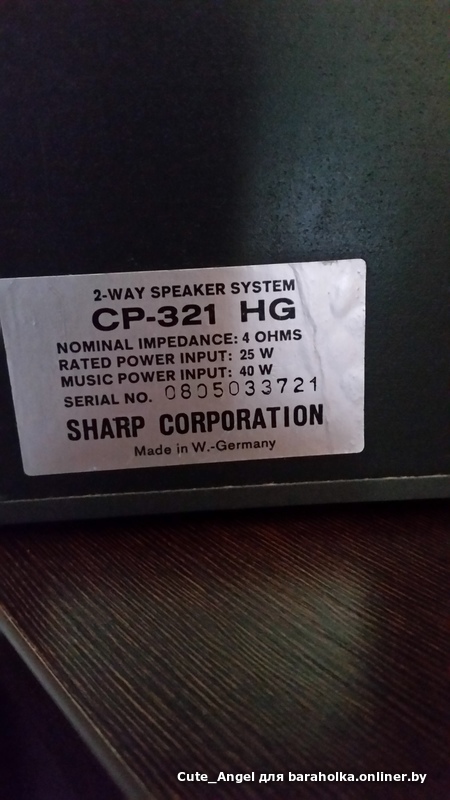 2-WAY SPEAKER SYSTEM
CP-321 HG
NOMINAL IMPEDANCE: 4 OHMS
RATED POWER INPUT: 25 W
MUSIC POWER INPUT: 40 W
SERIAL NO. 0805033721
SHARP CORPORATION
Made in W.-Germany
Cute_Angel для baraholka.onliner.by